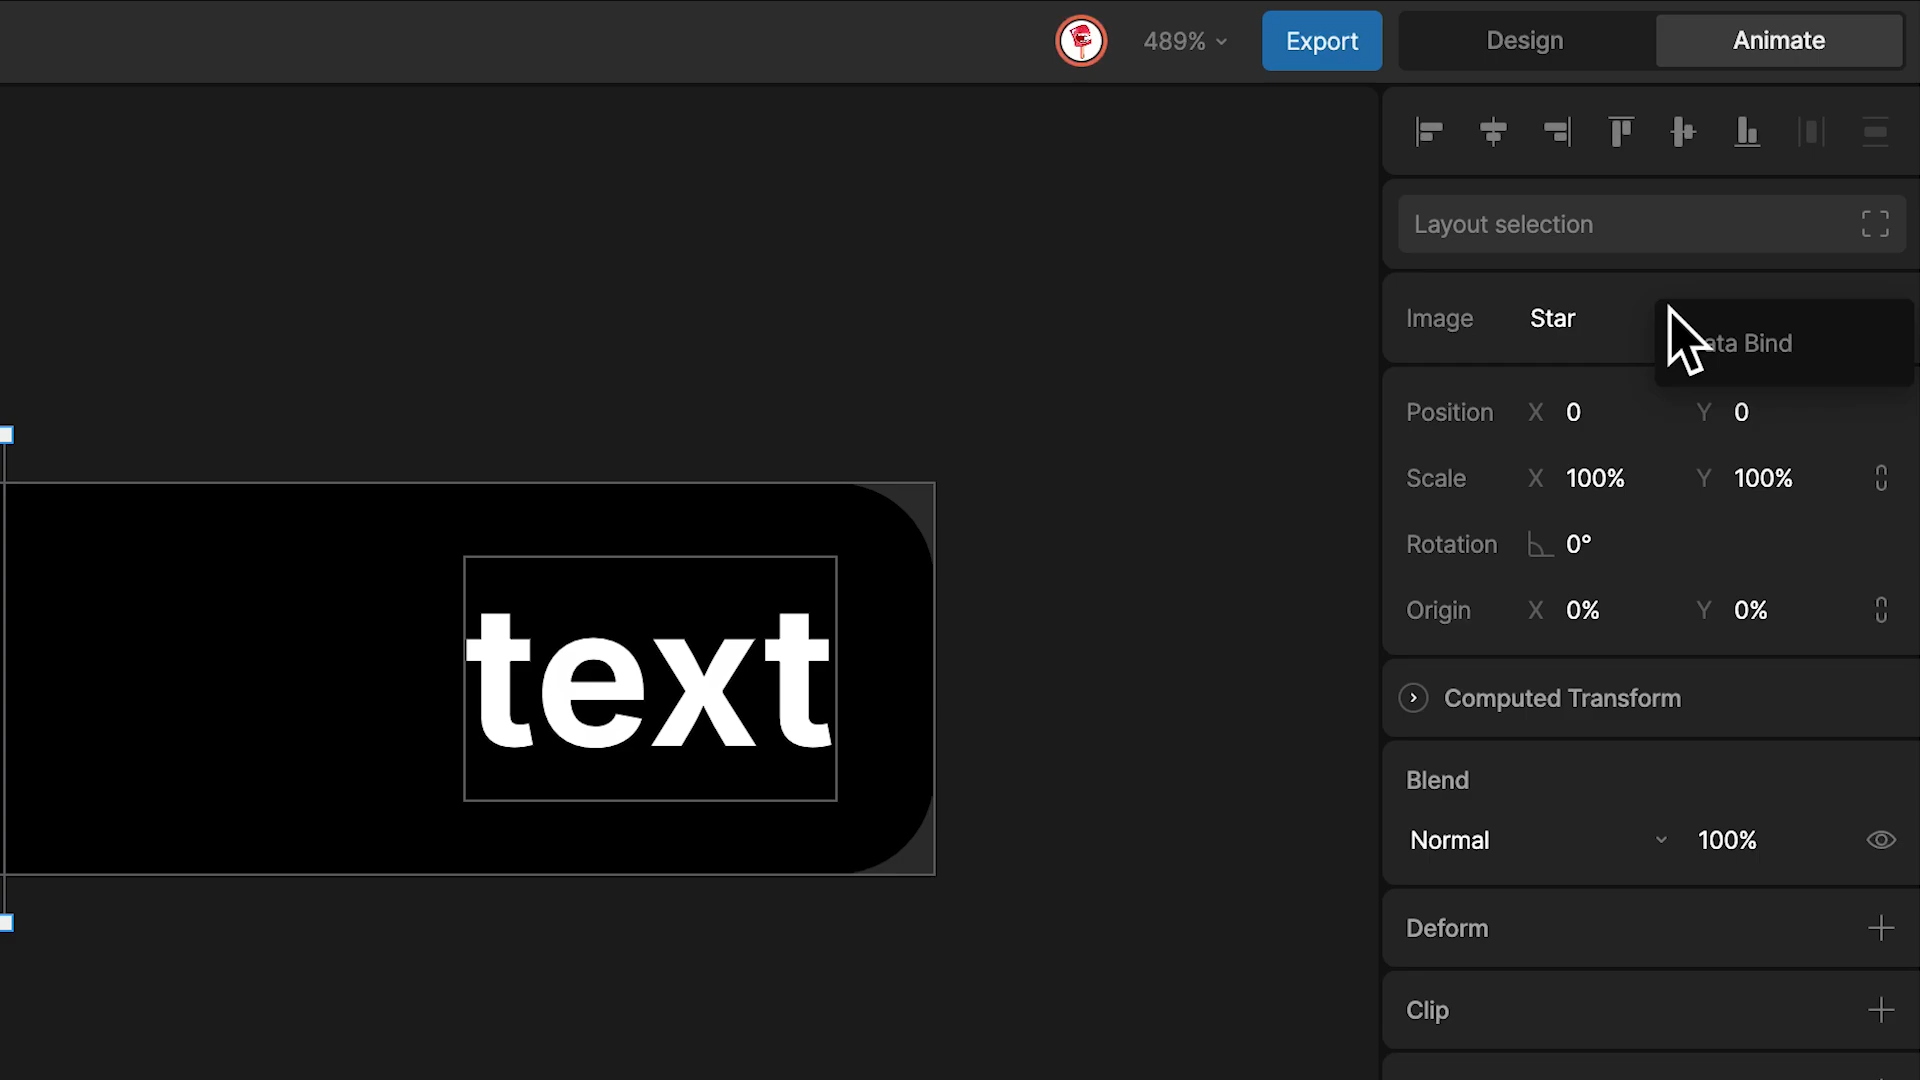 489%
Export
Design
Animate
Layout selection
Image Star
ata Bind
Position X 0 Y 0
Scale X 100% Y 100%
Rotation 0°
Origin X 0% Y 0%
Computed Transform
Blend
Normal 100%
Deform
Clip
text